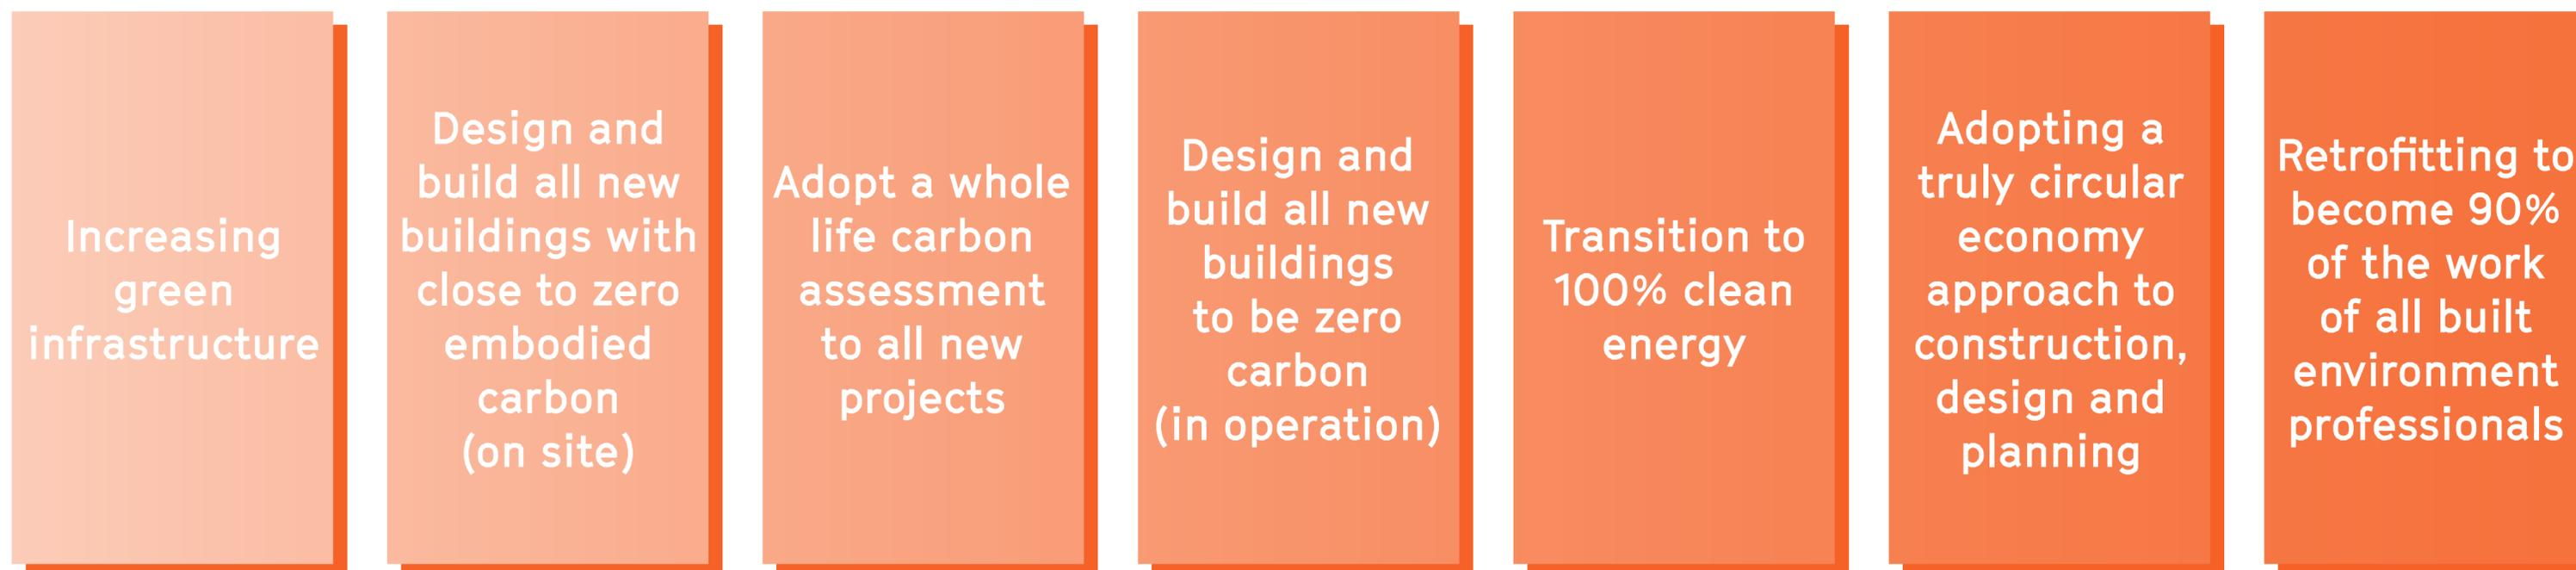 Increasing
green
infrastructure
Design and
build all new
buildings with
close to zero
embodied
carbon
(on site)
Adopt a whole
life carbon
assessment
to all new
projects
Design and
build all new
buildings
to be zero
carbon
(in operation)
Transition to
100% clean
energy
Adopting a
truly circular
economy
approach to
construction,
design and
planning
Retrofitting to
become 90%
of the work
of all built
environment
professionals